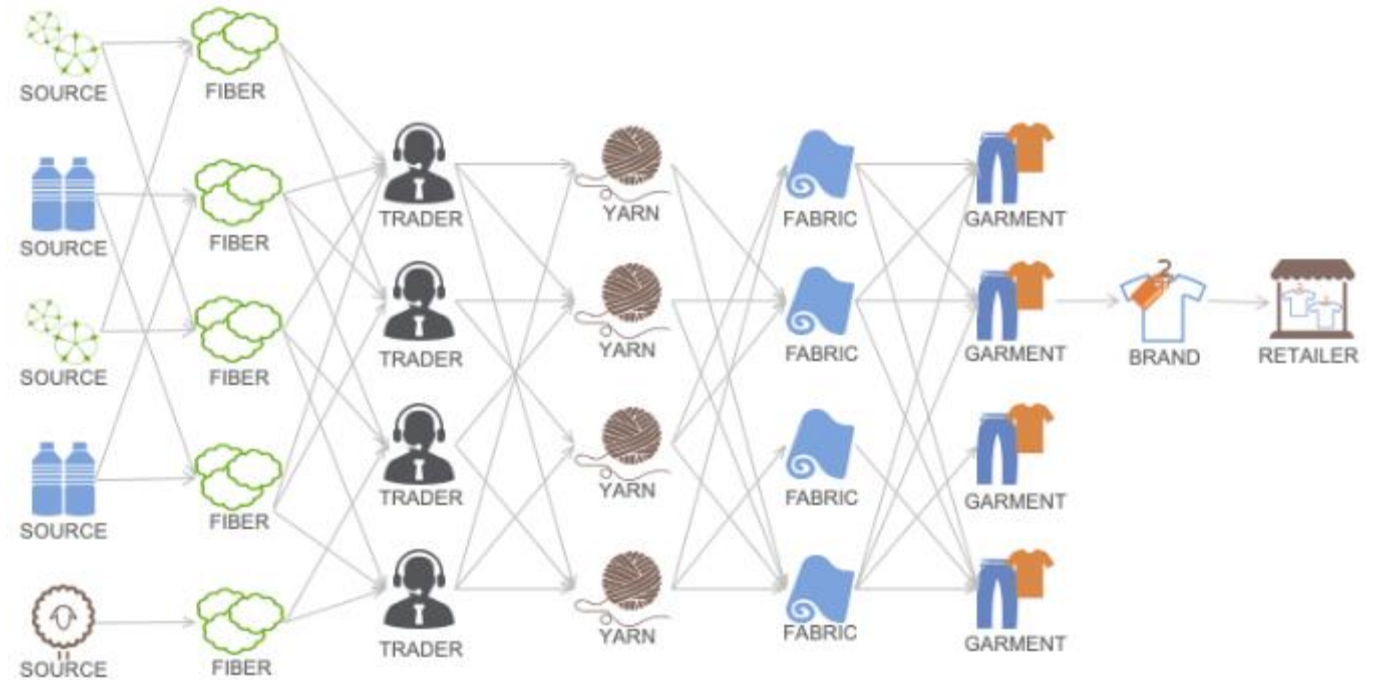 SOURCE
FIBER
SOURCE
FIBER
SOURCE
FIBER
SOURCE
FIBER
SOURCE
FIBER
TRADER
TRADER
TRADER
TRADER
YARN
YARN
YARN
YARN
FABRIC
FABRIC
FABRIC
FABRIC
GARMENT
GARMENT
GARMENT
GARMENT
BRAND
RETAILER